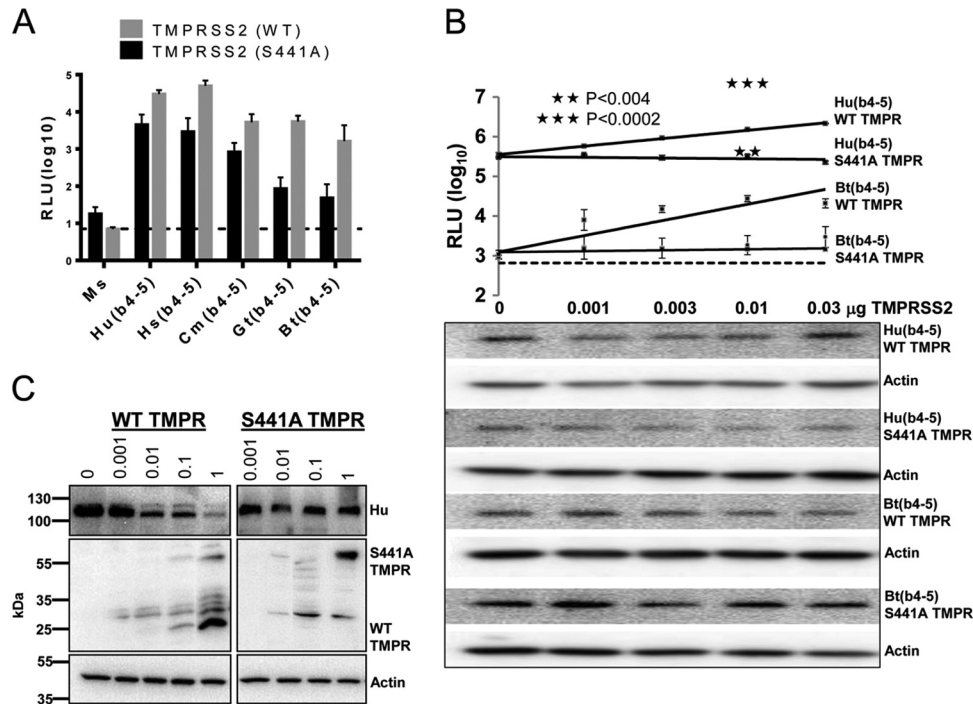 A
TMPRSS2 (WT)
TMPRSS2 (S441A)
RLU (log10)
5
4
3
2
1
0
Ms
Hu(b4-5)
Hs(b4-5)
Cm(b4-5)
Gt(b4-5)
Bt(b4-5)
B
★★ P<0.004
★★★ P<0.0002
★★★
★★
RLU (log10)
7
6
5
4
3
2
Hu(b4-5)
WT TMPR
Hu(b4-5)
S441A TMPR
Bt(b4-5)
WT TMPR
Bt(b4-5)
S441A TMPR
0 0.001 0.003 0.01 0.03 μg TMPRSS2
Hu(b4-5)
WT TMPR
Actin
Hu(b4-5)
S441A TMPR
Actin
Bt(b4-5)
WT TMPR
Actin
Bt(b4-5)
S441A TMPR
Actin
C
WT TMPR S441A TMPR
0 0.001 0.01 0.1 1 0.001 0.01 0.1 1
130
100
Hu
kDa
55
35
25
S441A
TMPR
WT
TMPR
55
35
Actin